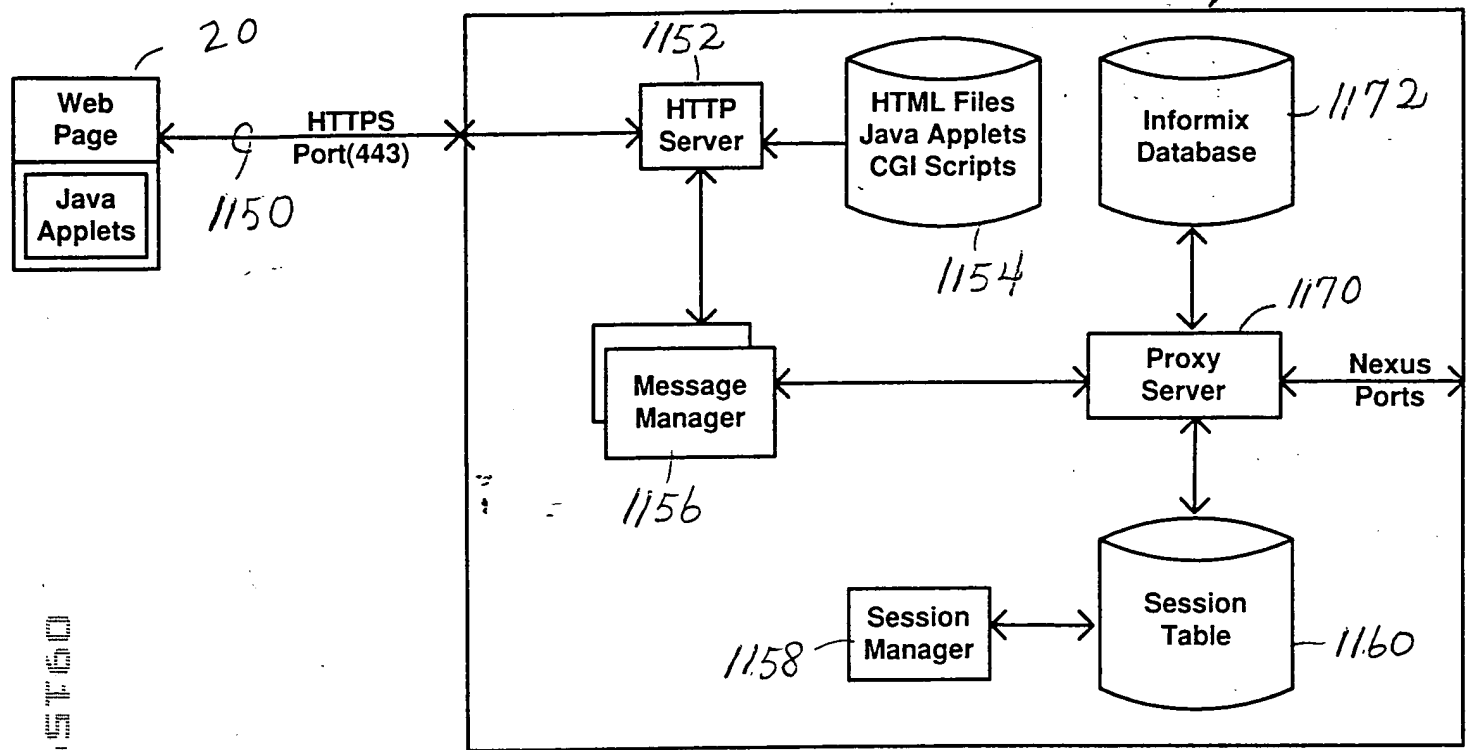 20
Web
Page
Java
Applets
HTTPS
Port(443)
1150
1152
HTTP
Server
HTML Files
Java Applets
CGI Scripts
1154
Informix
Database
1172
1170
Message
Manager
1156
Proxy
Server
Nexus
Ports
Session
Manager
1158
Session
Table
1160